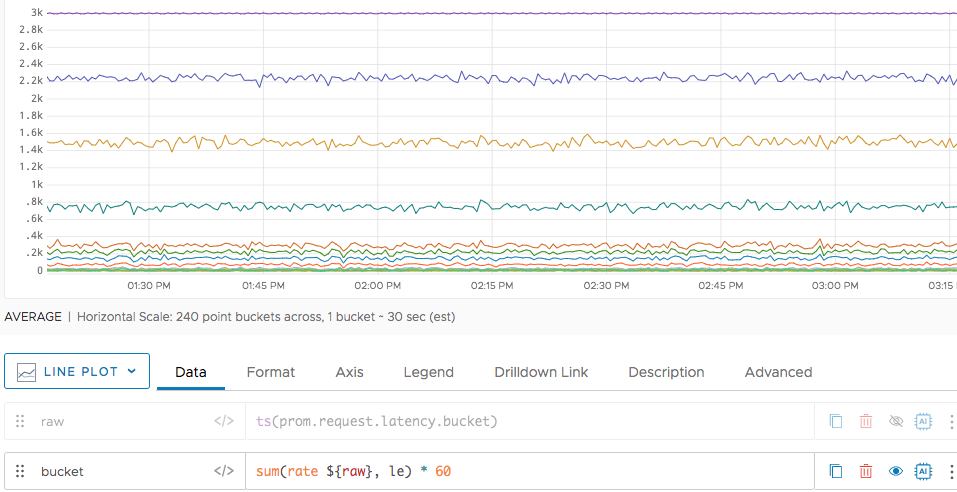 3k
2.8k
2.6k
2.4k
2.2k
2k
1.8k
1.6k
1.4k
1.2k
1k
.8k
.6k
.4k
.2k
0
01:30 PM 01:45 PM 02:00 PM 02:15 PM 02:30 PM 02:45 PM 03:00 PM 03:15
AVERAGE | Horizontal Scale: 240 point buckets across, 1 bucket ~ 30 sec (est)
LINE PLOT Data Format Axis Legend Drilldown Link Description Advanced
raw </> ts(prom.request.latency.bucket) AI
bucket </> sum(rate ${raw}, le) * 60 AI